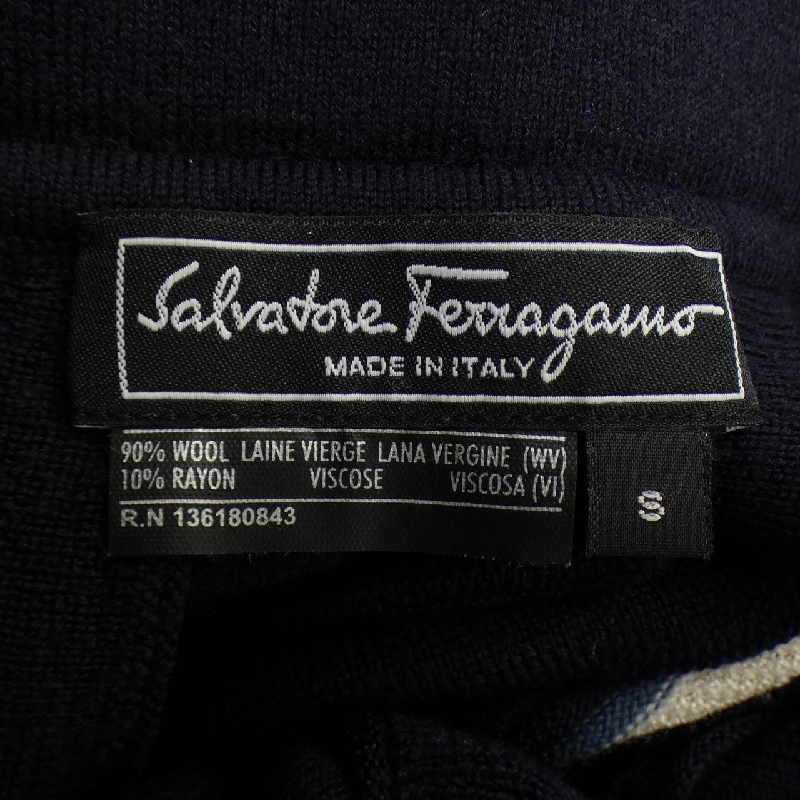 Salvatore Ferragamo
MADE IN ITALY
90% WOOL LAINE VIERGE LANA VERGINE (WV)
10% RAYON VISCOSE VISCOSA (VI)
R.N 136180843
S